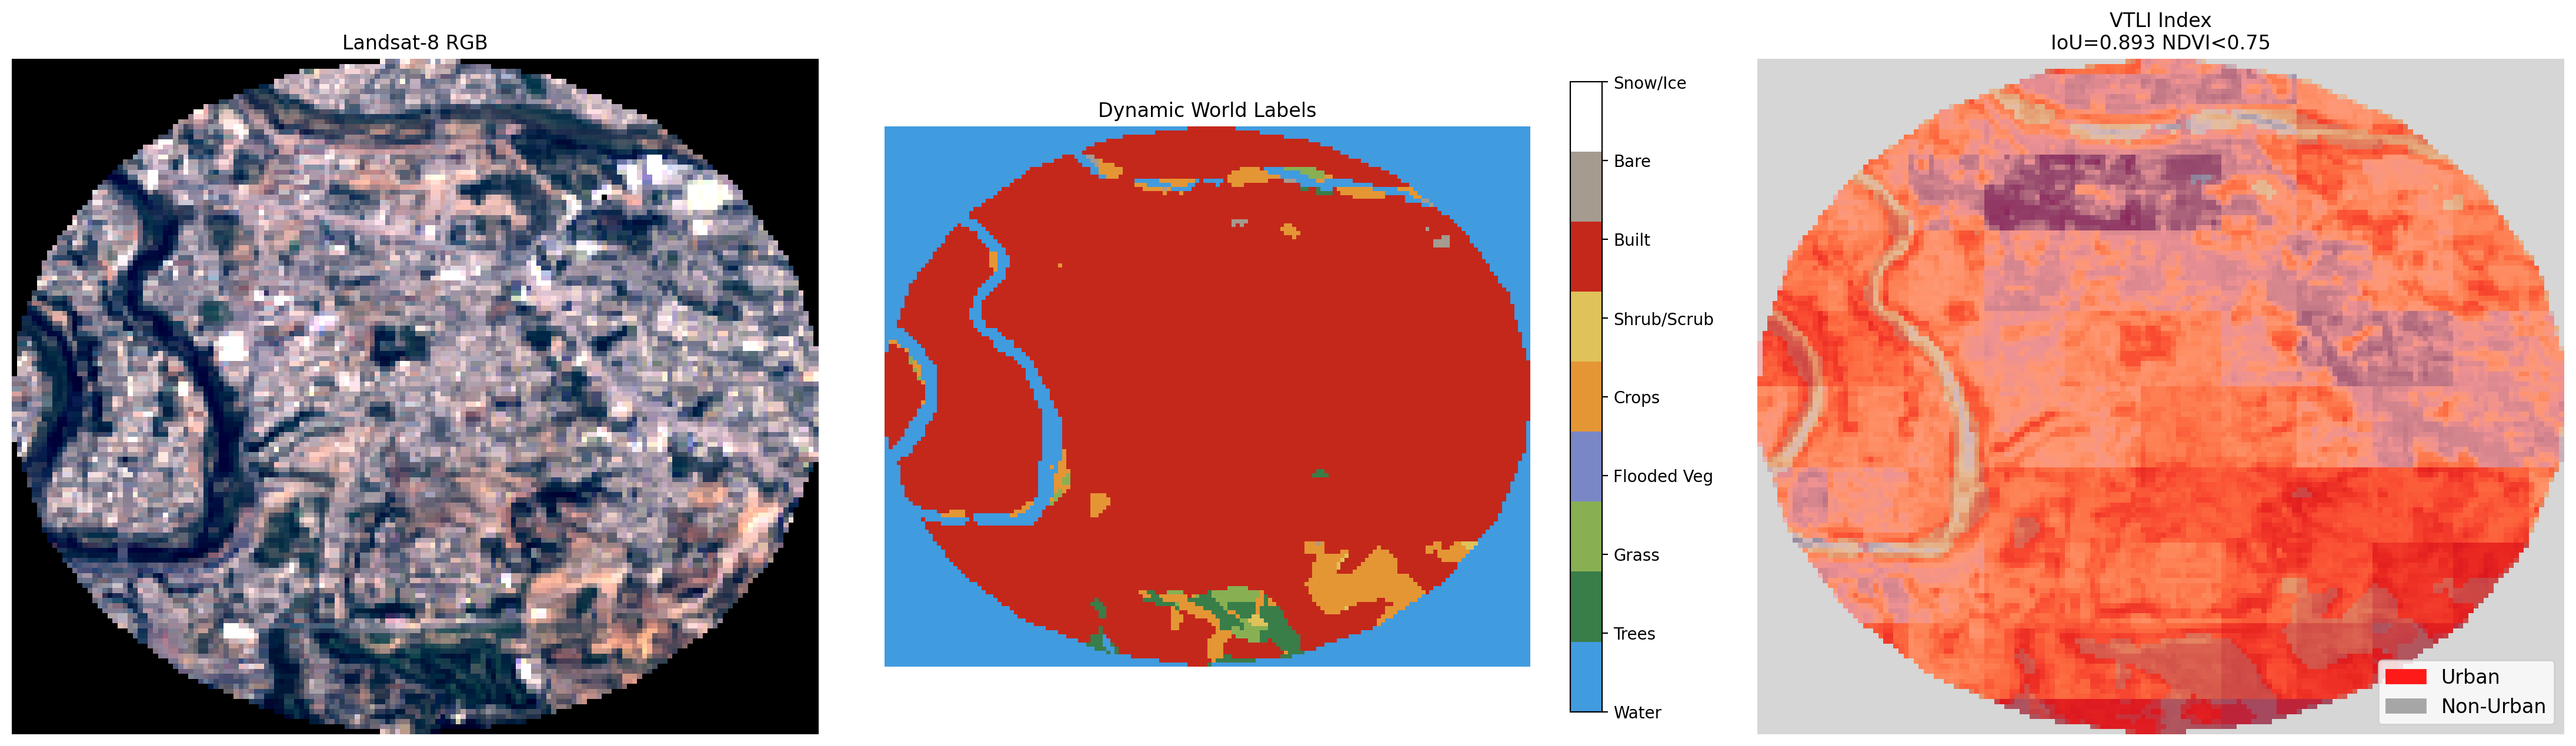 Landsat-8 RGB
Dynamic World Labels
Snow/Ice
Bare
Built
Shrub/Scrub
Crops
Flooded Veg
Grass
Trees
Water
VTLI Index
IoU=0.893 NDVI<0.75
Urban
Non-Urban